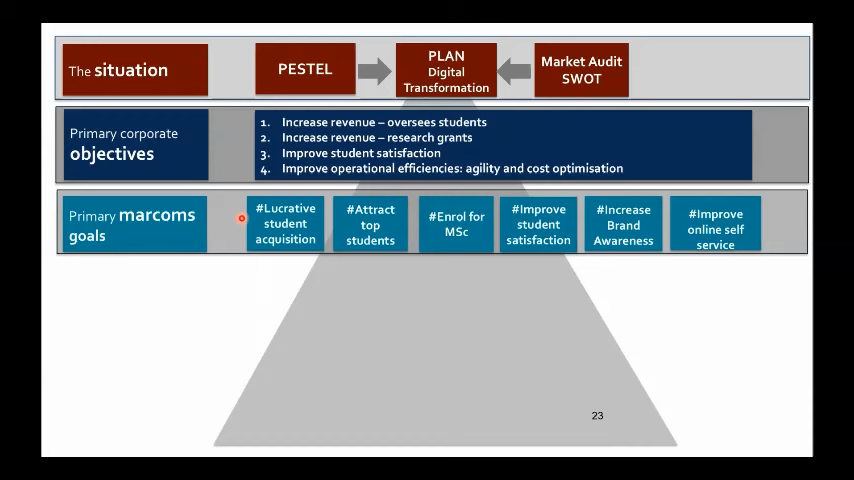 The situation
PESTEL
PLAN
Digital
Transformation
Market Audit
SWOT
Primary corporate
objectives
1. Increase revenue – oversees students
2. Increase revenue – research grants
3. Improve student satisfaction
4. Improve operational efficiencies: agility and cost optimisation
Primary marcoms
goals
#Lucrative
student
acquisition
#Attract
top
students
#Enrol for
MSc
#Improve
student
satisfaction
#Increase
Brand
Awareness
#Improve
online self
service
23